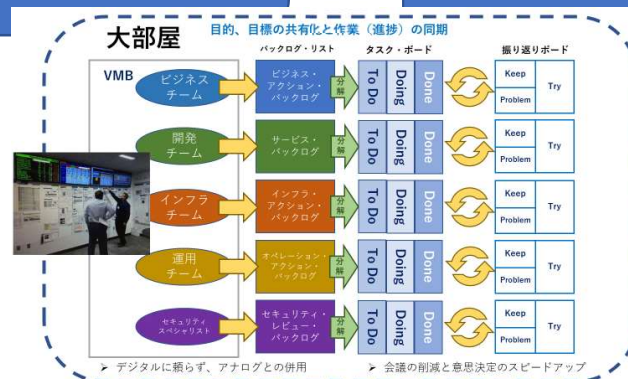 大部屋
目的、目標の共有化と作業（進捗）の同期
バックログ・リスト
タスク・ボード
振り返りボード
VMB
ビジネス
チーム
ビジネス・
アクション・
バックログ
分解
To Do
Doing
Done
Keep
Problem
Try
開発
チーム
サービス・
バックログ
分解
To Do
Doing
Done
Keep
Problem
Try
インフラ
チーム
インフラ・
アクション・
バックログ
分解
To Do
Doing
Done
Keep
Problem
Try
運用
チーム
オペレーション・
アクション・
バックログ
分解
To Do
Doing
Done
Keep
Problem
Try
セキュリティ
スペシャリスト
セキュリティ・
レビュー・
バックログ
分解
To Do
Doing
Done
Keep
Problem
Try
➢ デジタルに頼らず、アナログとの併用
➢ 会議の削減と意思決定のスピードアップ